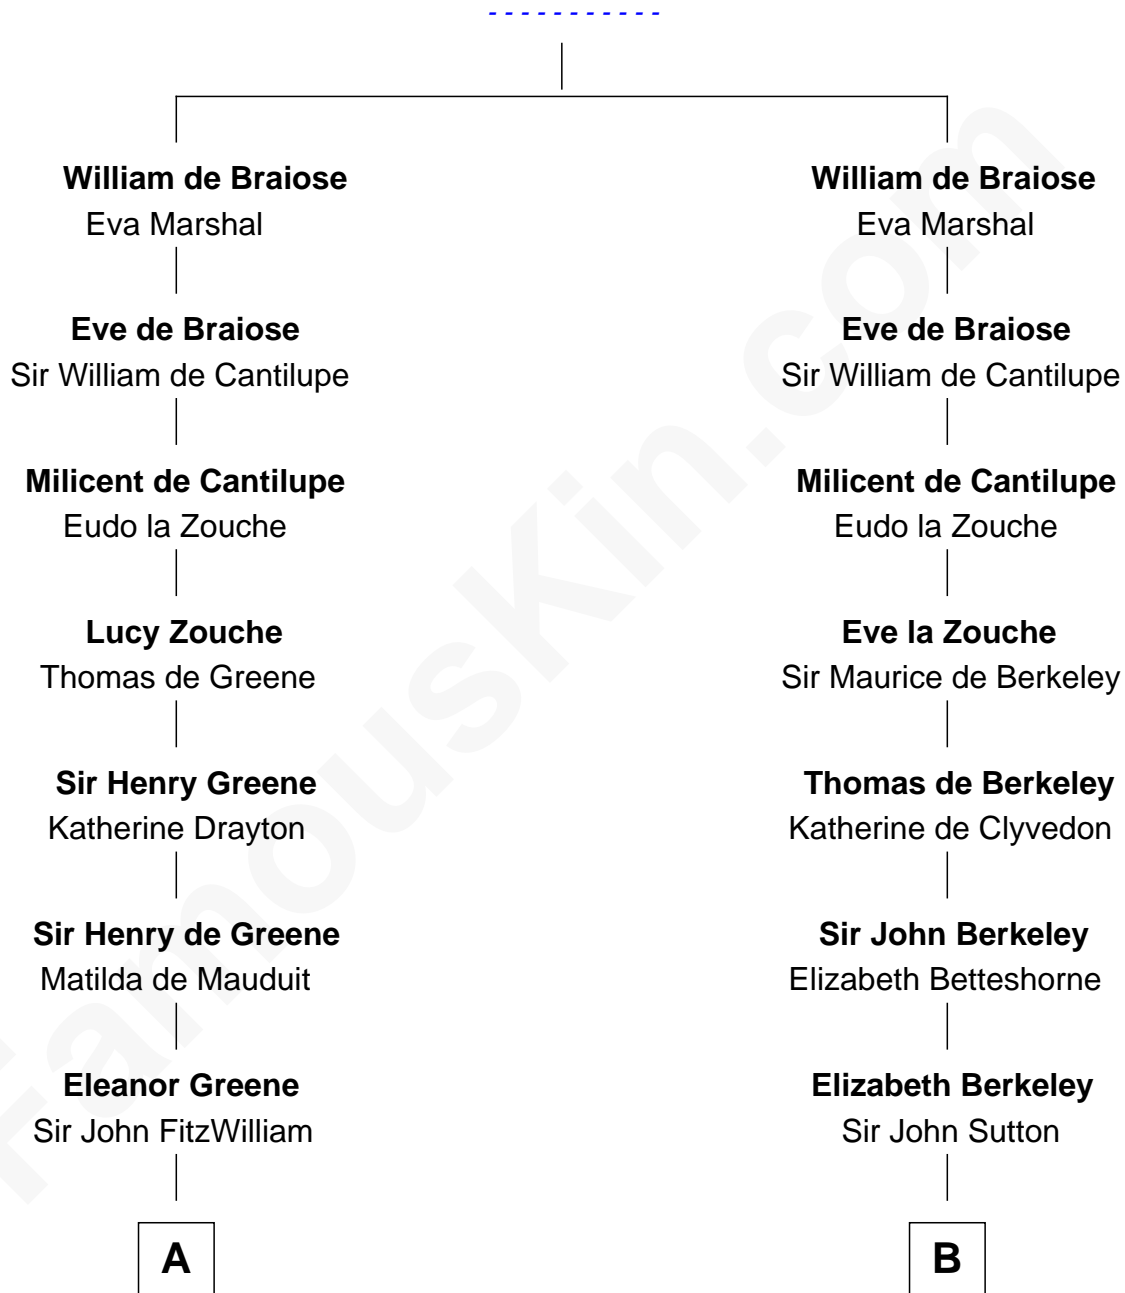 - - - - - - - - - - -
William de Braiose
Eva Marshal
Eve de Braiose
Sir William de Cantilupe
Milicent de Cantilupe
Eudo la Zouche
Lucy Zouche
Thomas de Greene
Sir Henry Greene
Katherine Drayton
Sir Henry de Greene
Matilda de Mauduit
Eleanor Greene
Sir John FitzWilliam
A
William de Braiose
Eva Marshal
Eve de Braiose
Sir William de Cantilupe
Milicent de Cantilupe
Eudo la Zouche
Eve la Zouche
Sir Maurice de Berkeley
Thomas de Berkeley
Katherine de Clyvedon
Sir John Berkeley
Elizabeth Betteshorne
Elizabeth Berkeley
Sir John Sutton
B
FamousKin.com